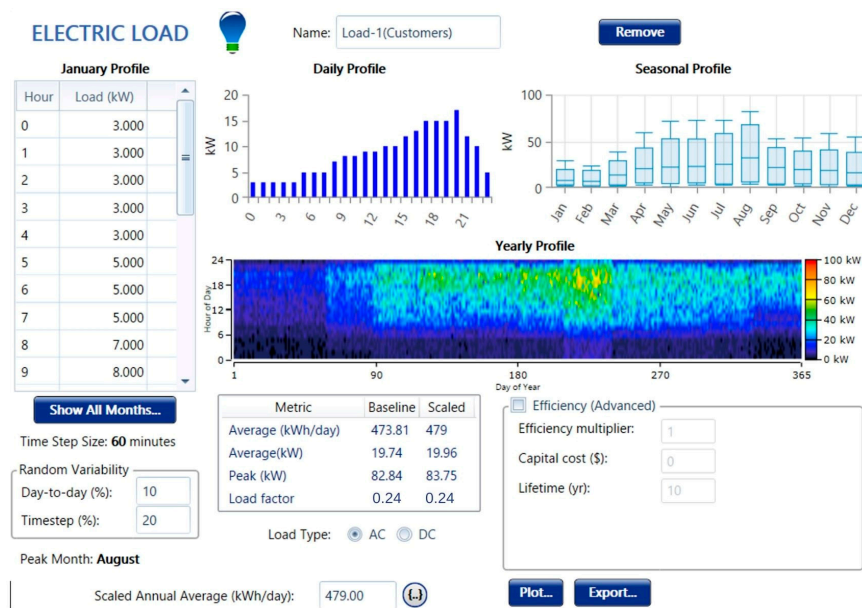 ELECTRIC LOAD
Name: Load-1(Customers)
Remove
January Profile
Hour Load (kW)
0 3.000
1 3.000
2 3.000
3 3.000
4 3.000
5 5.000
6 5.000
7 5.000
8 7.000
9 8.000
Show All Months...
Time Step Size: 60 minutes
Random Variability
Day-to-day (%): 10
Timestep (%): 20
Peak Month: August
Daily Profile
kW
20
15
10
5
0
0 3 6 9 12 15 18 21
Seasonal Profile
kW
100
50
0
Jan Feb Mar Apr May Jun Jul Aug Sep Oct Nov Dec
Yearly Profile
Hour of Day
24
18
12
6
0
1 90 180 270 365
Day of Year
100 kW
80 kW
60 kW
40 kW
20 kW
0 kW
Metric Baseline Scaled
Average (kWh/day) 473.81 479
Average(kW) 19.74 19.96
Peak (kW) 82.84 83.75
Load factor 0.24 0.24
Load Type: AC DC
Efficiency (Advanced)
Efficiency multiplier: 1
Capital cost ($): 0
Lifetime (yr): 10
Scaled Annual Average (kWh/day): 479.00 {..}
Plot... Export...